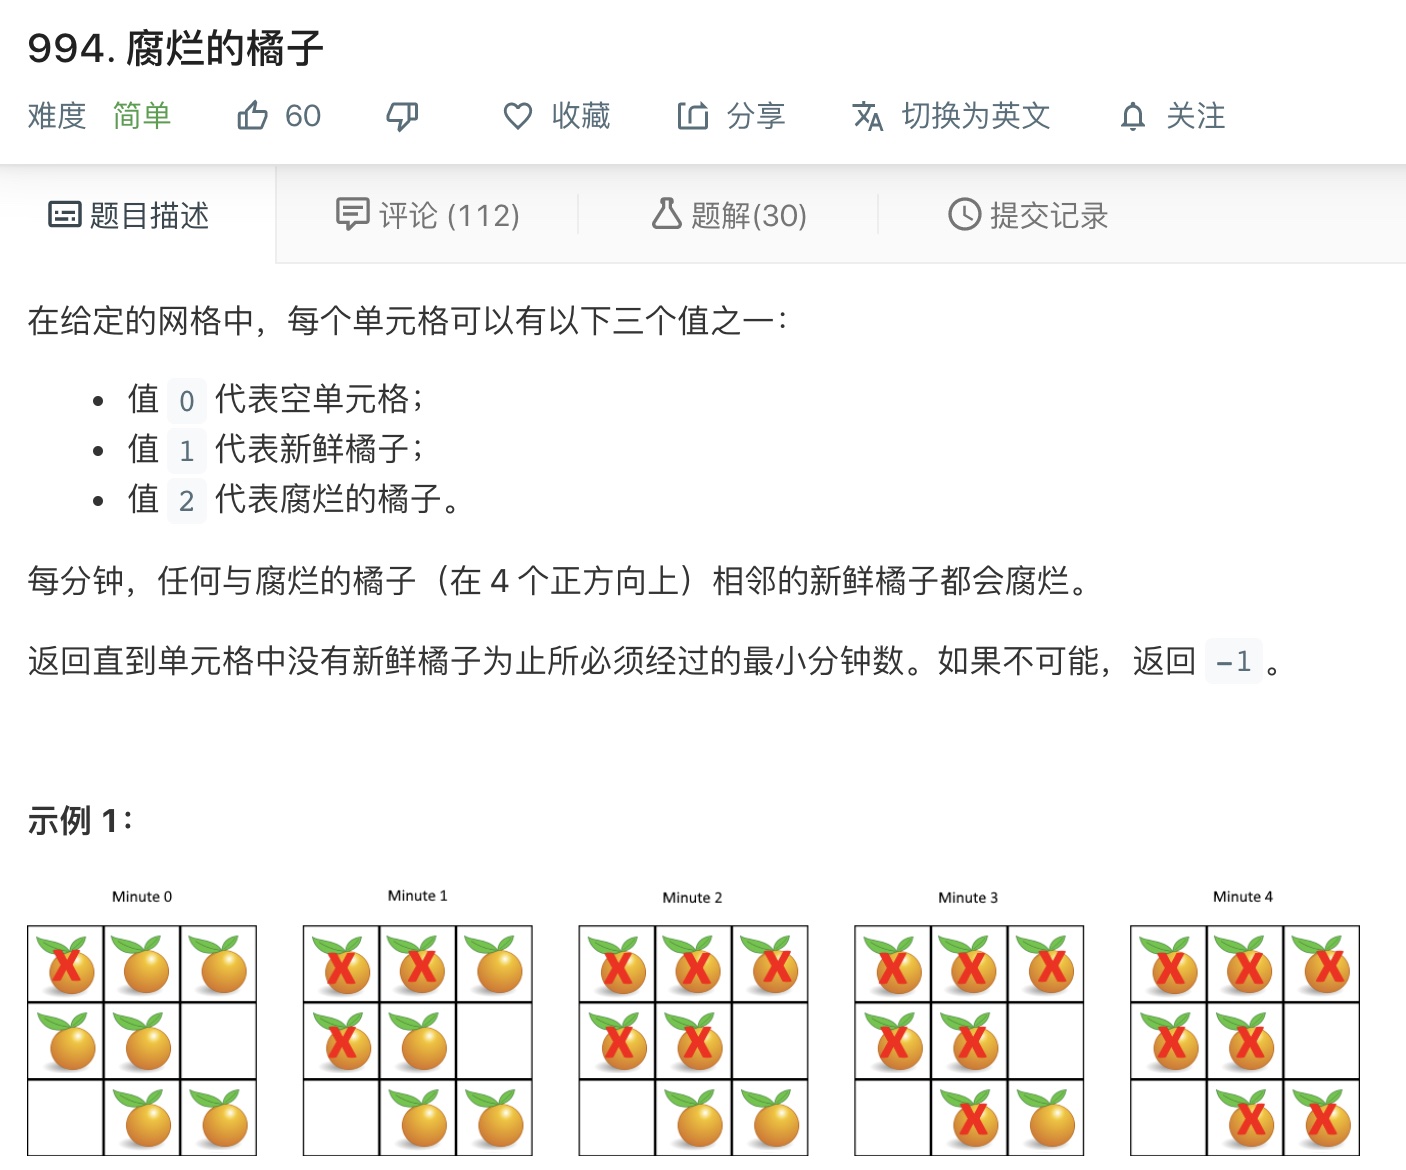 994. 腐烂的橘子
难度 简单 60 收藏 分享 切换为英文 关注
题目描述 评论 (112) 题解(30) 提交记录
在给定的网格中，每个单元格可以有以下三个值之一：
• 值 0 代表空单元格；
• 值 1 代表新鲜橘子；
• 值 2 代表腐烂的橘子。
每分钟，任何与腐烂的橘子（在 4 个正方向上）相邻的新鲜橘子都会腐烂。
返回直到单元格中没有新鲜橘子为止所必须经过的最小分钟数。如果不可能，返回 -1 。
示例 1：
Minute 0 Minute 1 Minute 2 Minute 3 Minute 4